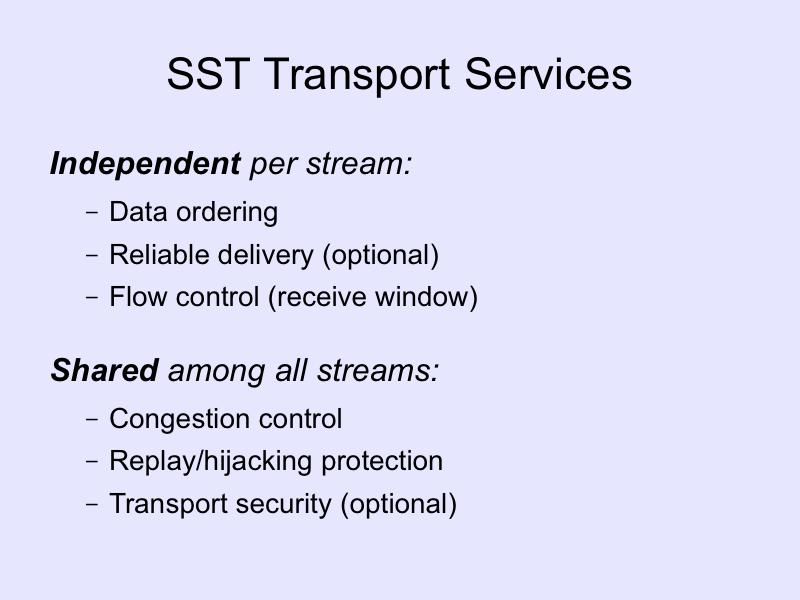 SST Transport Services
Independent per stream:
– Data ordering
– Reliable delivery (optional)
– Flow control (receive window)
Shared among all streams:
– Congestion control
– Replay/hijacking protection
– Transport security (optional)